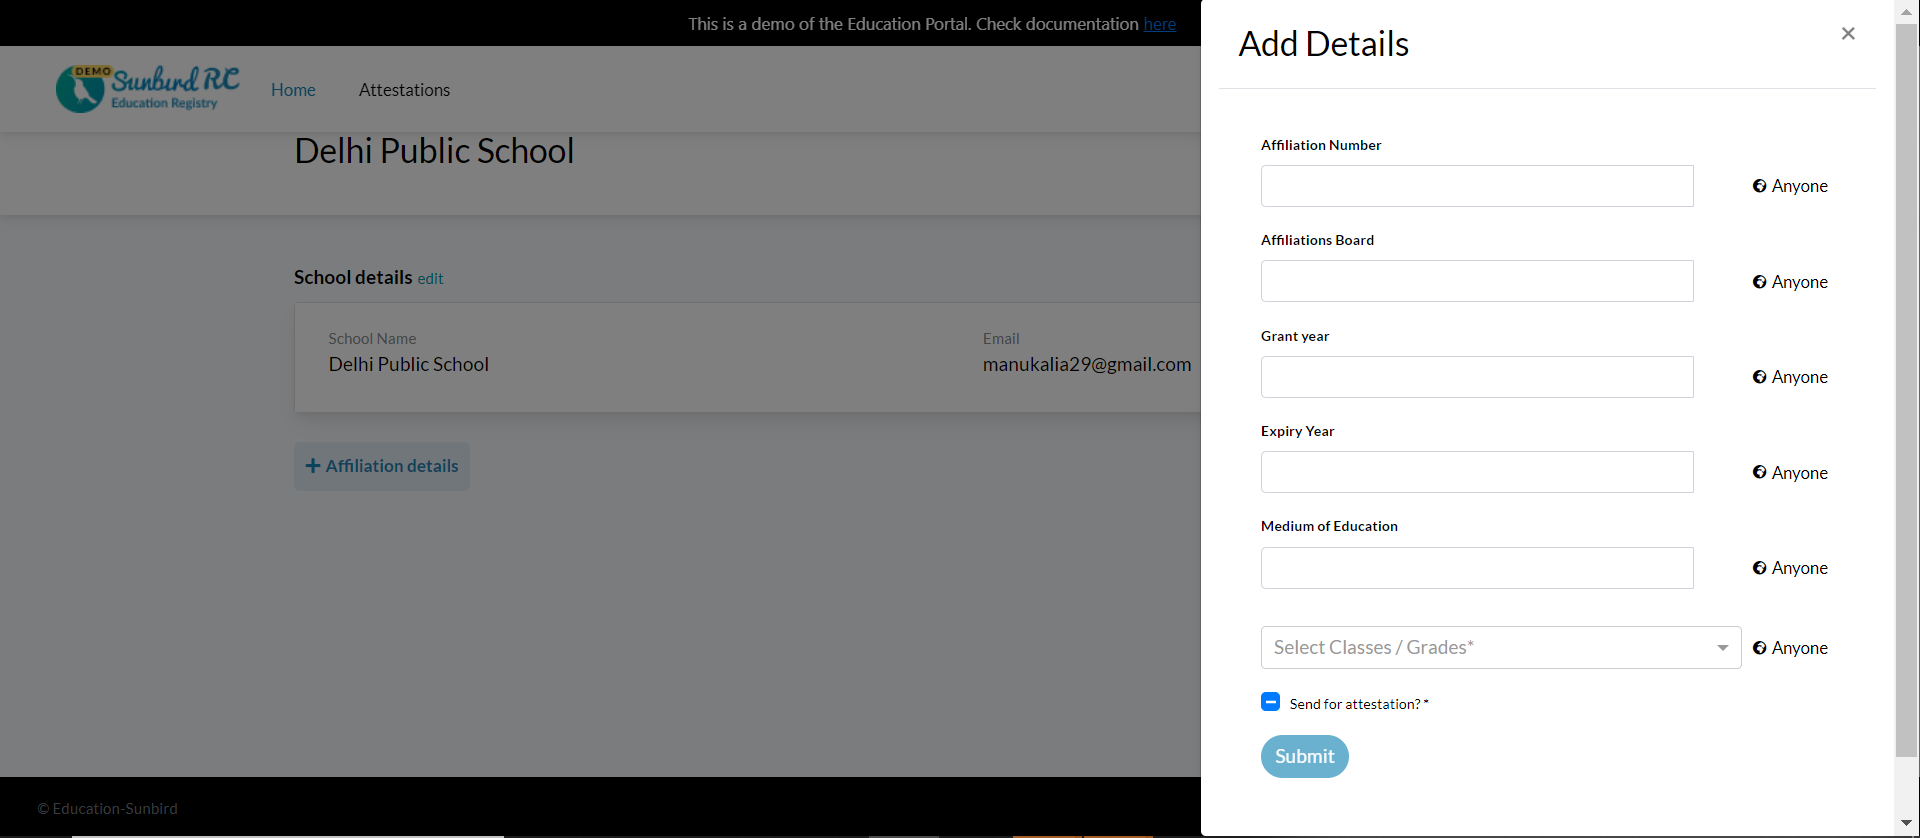 This is a demo of the Education Portal. Check documentation here
DEMO
Sunbird RC
Education Registry
Home
Attestations
Delhi Public School
School details edit
School Name
Delhi Public School
Email
manukalia29@gmail.com
Affiliation details
© Education-Sunbird
Add Details
×
Affiliation Number
Anyone
Affiliations Board
Anyone
Grant year
Anyone
Expiry Year
Anyone
Medium of Education
Anyone
Select Classes / Grades*
Anyone
Send for attestation? *
Submit